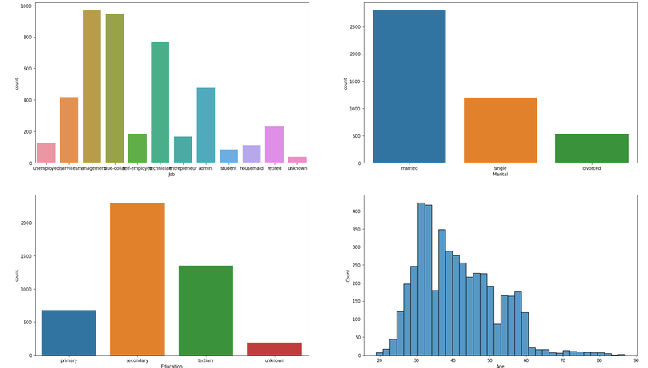 1000
800
600
400
200
0
count
unemployed services management blue-collar self-employed technician entrepreneur admin. student housemaid retired unknown
Job
2500
2000
1500
1000
500
0
count
married single divorced
Marital
2000
1500
1000
500
0
count
primary secondary tertiary unknown
Education
400
350
300
250
200
150
100
50
0
Count
20 30 40 50 60 70 80 90
Age